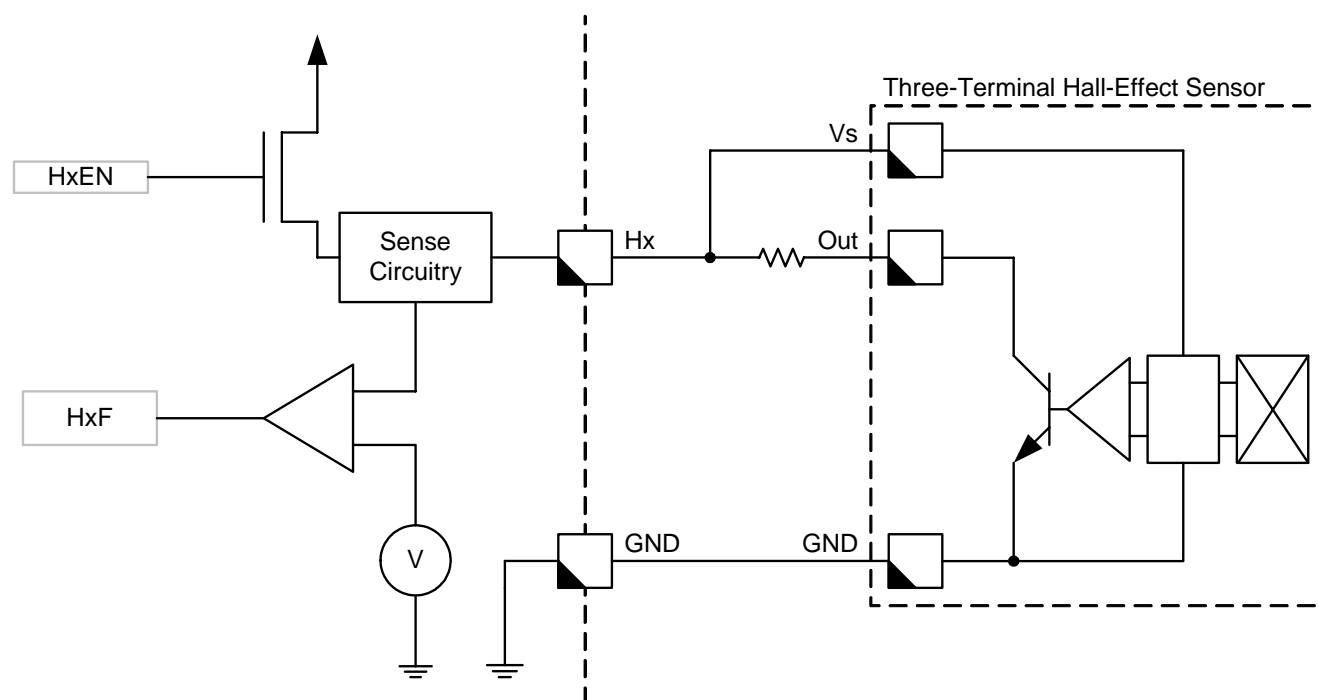 Three-Terminal Hall-Effect Sensor
Vs
HxEN
Sense
Circuitry
Hx
Out
HxF
GND
GND
V